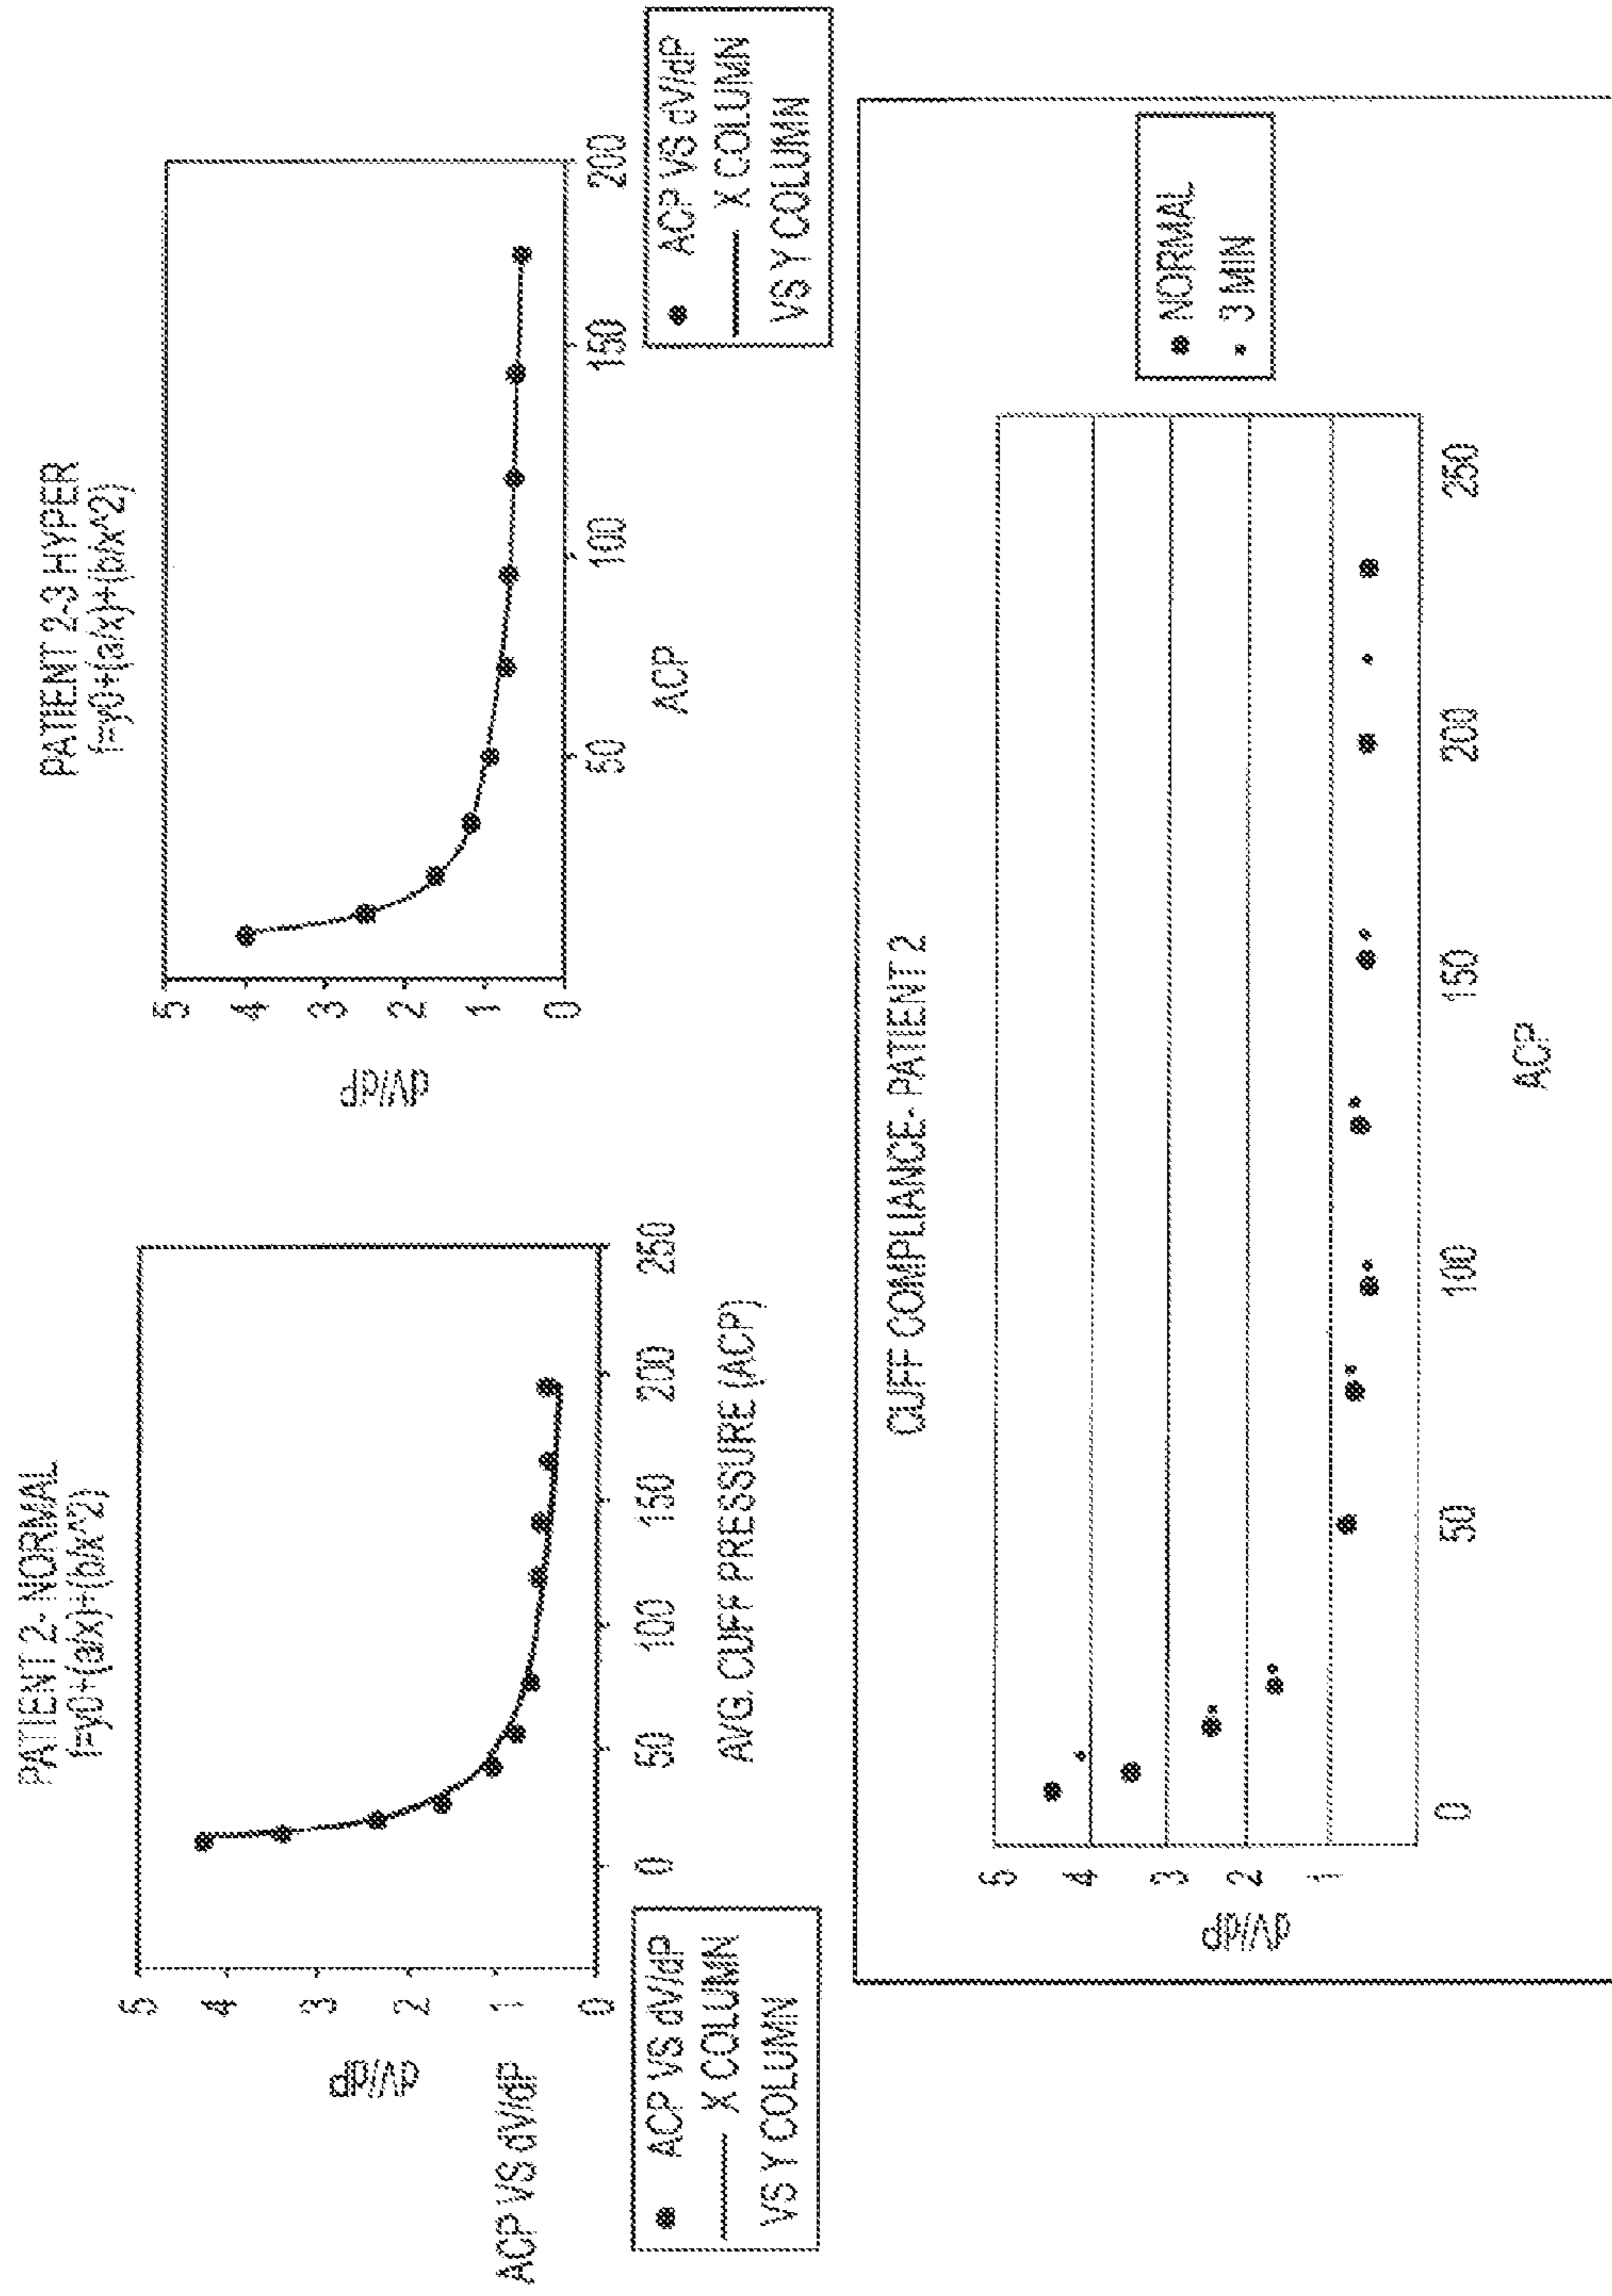 PATIENT 2- NORMAL
f=y0+(a/x)+(b/x^2)
5
4
3
2
1
0
dV/dP
ACP VS dV/dP
0
50
100
150
200
250
AVG. CUFF PRESSURE (ACP)
ACP VS dV/dP
X COLUMN
VS Y COLUMN
PATIENT 2-3 HYPER
f=y0+(a/x)+(b/x^2)
5
4
3
2
1
0
dV/dP
50
100
150
200
ACP
ACP VS dV/dP
X COLUMN
VS Y COLUMN
CUFF COMPLIANCE- PATIENT 2
5
4
3
2
1
dV/dP
0
50
100
150
200
250
ACP
NORMAL
3 MIN